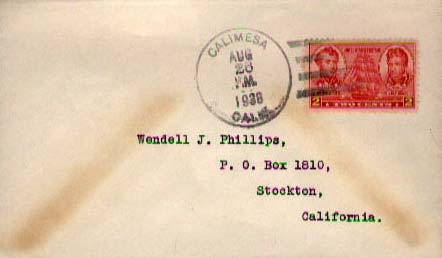 CALIMESA
AUG
26
1938
CALIF.
2 TWO CENTS 2
Wendell J. Phillips,
P. O. Box 1810,
Stockton,
California.